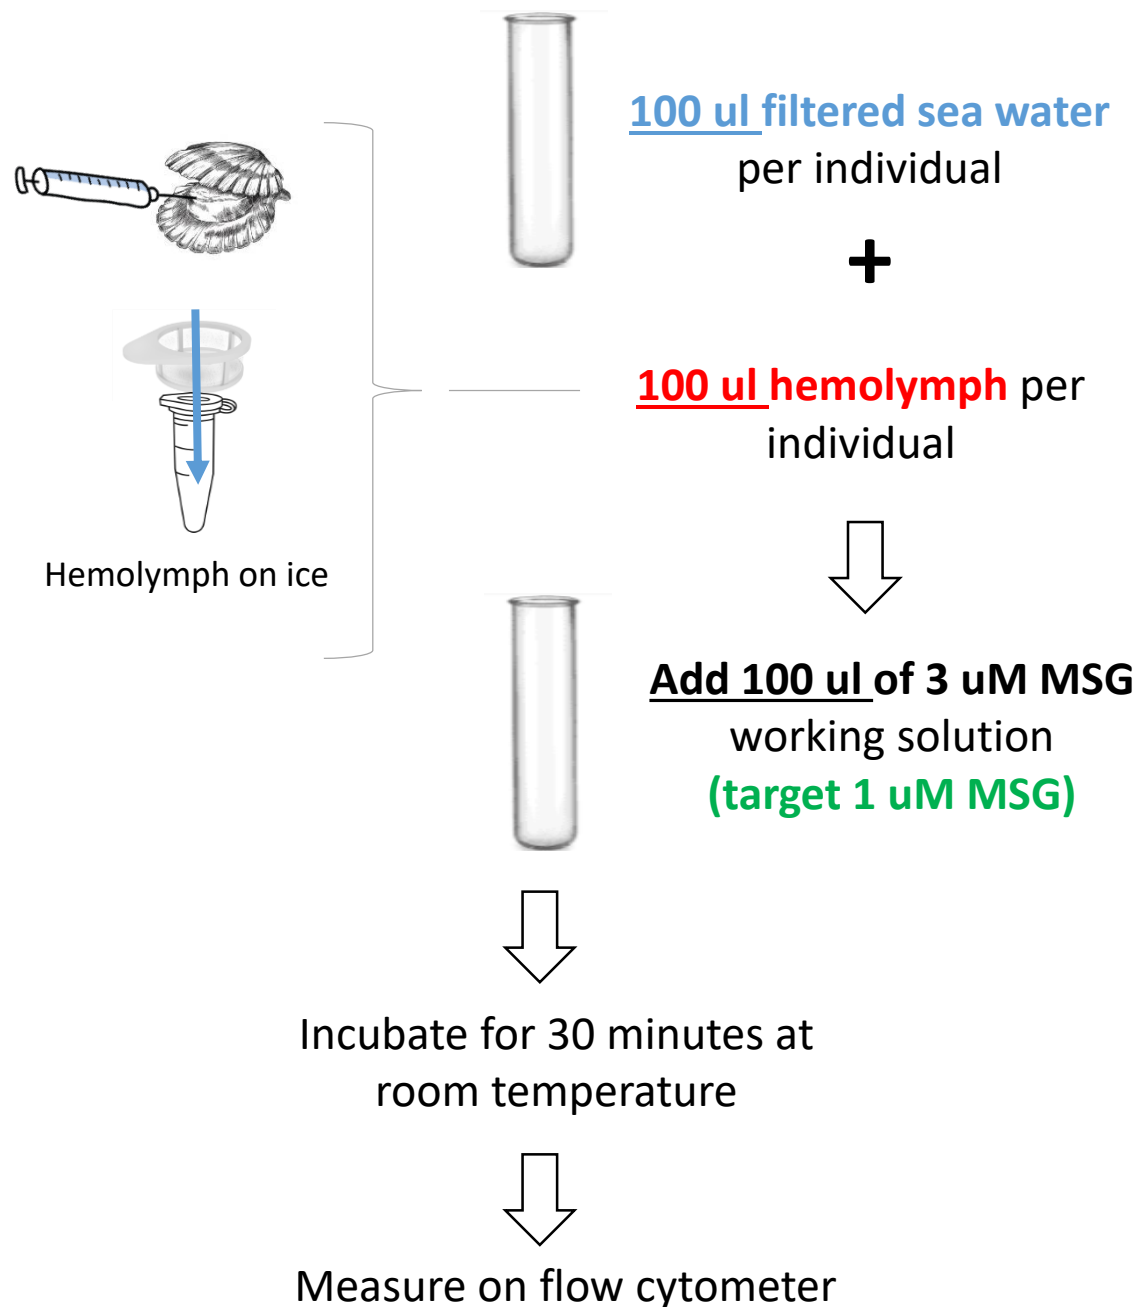 100 ul filtered sea water
per individual
+
100 ul hemolymph per
individual
Hemolymph on ice
Add 100 ul of 3 uM MSG
working solution
(target 1 uM MSG)
Incubate for 30 minutes at
room temperature
Measure on flow cytometer